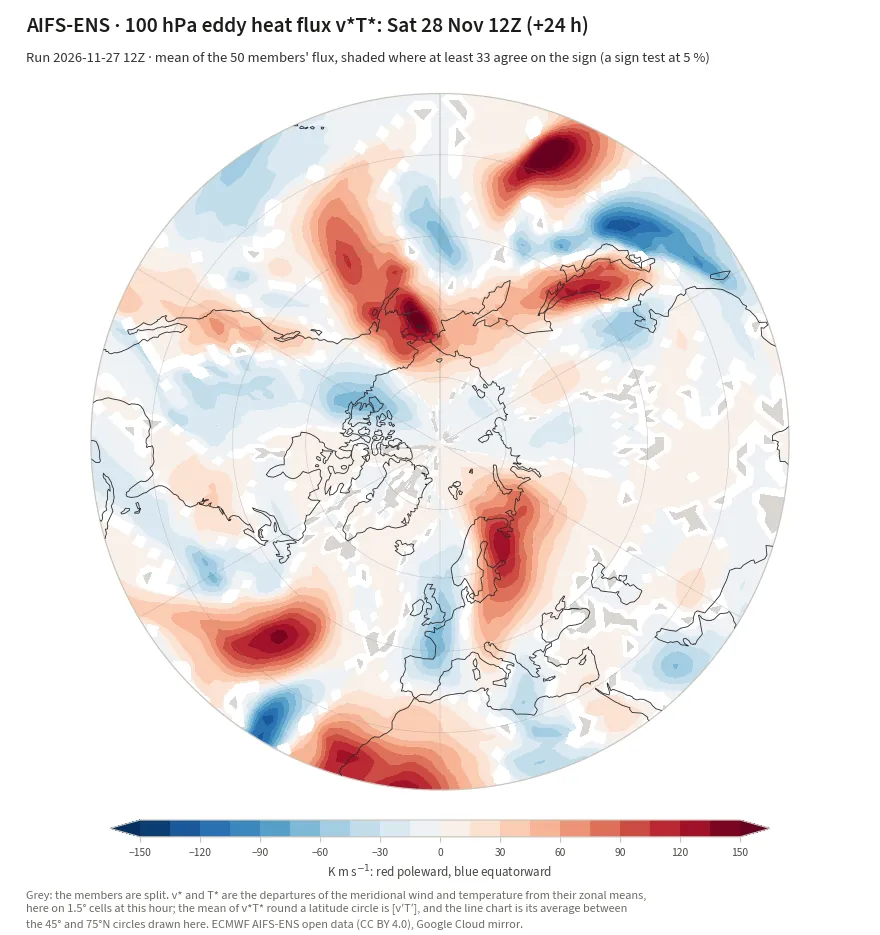 AIFS-ENS · 100 hPa eddy heat flux v*T*: Sat 28 Nov 12Z (+24 h)
Run 2026-11-27 12Z · mean of the 50 members' flux, shaded where at least 33 agree on the sign (a sign test at 5 %)
−150 −120 −90 −60 −30 0 30 60 90 120 150
K m s⁻¹: red poleward, blue equatorward
Grey: the members are split. v* and T* are the departures of the meridional wind and temperature from their zonal means,
here on 1.5° cells at this hour; the mean of v*T* round a latitude circle is [v′T′], and the line chart is its average between
the 45° and 75°N circles drawn here. ECMWF AIFS-ENS open data (CC BY 4.0), Google Cloud mirror.